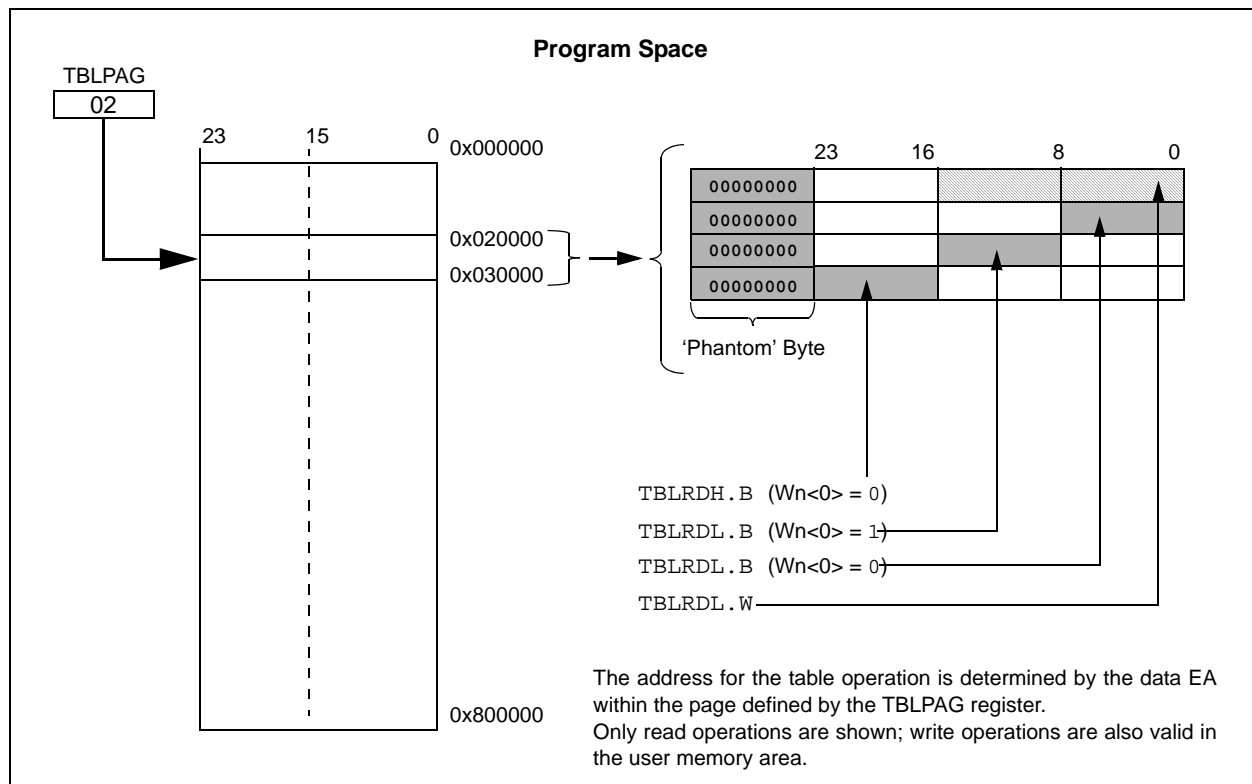 Program Space
TBLPAG
02
23 15 0
0x000000
0x020000
0x030000
0x800000
23 16 8 0
00000000
00000000
00000000
00000000
‘Phantom’ Byte
TBLRDH.B (Wn<0> = 0)
TBLRDL.B (Wn<0> = 1)
TBLRDL.B (Wn<0> = 0)
TBLRDL.W
The address for the table operation is determined by the data EA
within the page defined by the TBLPAG register.
Only read operations are shown; write operations are also valid in
the user memory area.